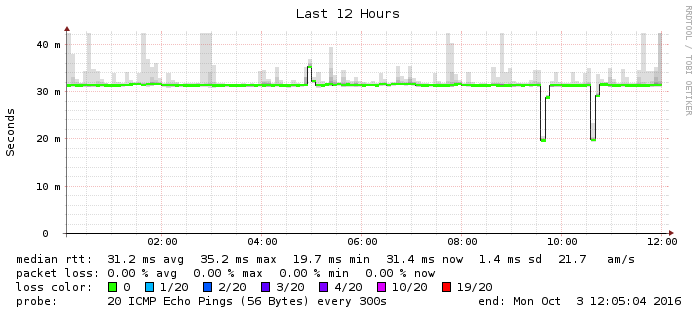 Last 12 Hours
RRDTOOL / TOBI OETIKER
Seconds
40 m
30 m
20 m
10 m
0
02:00 04:00 06:00 08:00 10:00 12:00
median rtt: 31.2 ms avg 35.2 ms max 19.7 ms min 31.4 ms now 1.4 ms sd 21.7 am/s
packet loss: 0.00 % avg 0.00 % max 0.00 % min 0.00 % now
loss color: 0 1/20 2/20 3/20 4/20 10/20 19/20
probe: 20 ICMP Echo Pings (56 Bytes) every 300s end: Mon Oct 3 12:05:04 2016